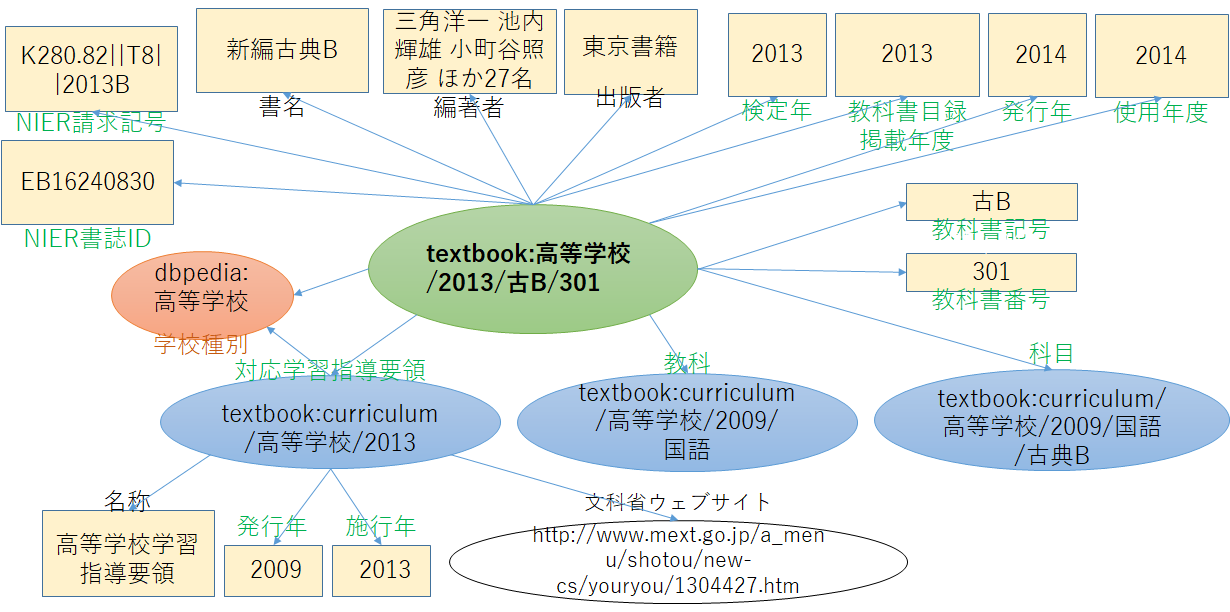 K280.82||T8|
|2013B
NIER請求記号
新編古典B
書名
三角洋一 池内
輝雄 小町谷照
彦 ほか27名
編著者
東京書籍
出版者
2013
検定年
2013
教科書目録
掲載年度
2014
発行年
2014
使用年度
EB16240830
NIER書誌ID
古B
教科書記号
textbook:高等学校
/2013/古B/301
301
教科書番号
dbpedia:
高等学校
学校種別
対応学習指導要領
教科
科目
textbook:curriculum
/高等学校/2013
textbook:curriculum
/高等学校/2009/
国語
textbook:curriculum/
高等学校/2009/国語
/古典B
名称
高等学校学習
指導要領
発行年
2009
施行年
2013
文科省ウェブサイト
http://www.mext.go.jp/a_men
u/shotou/new-
cs/youryou/1304427.htm